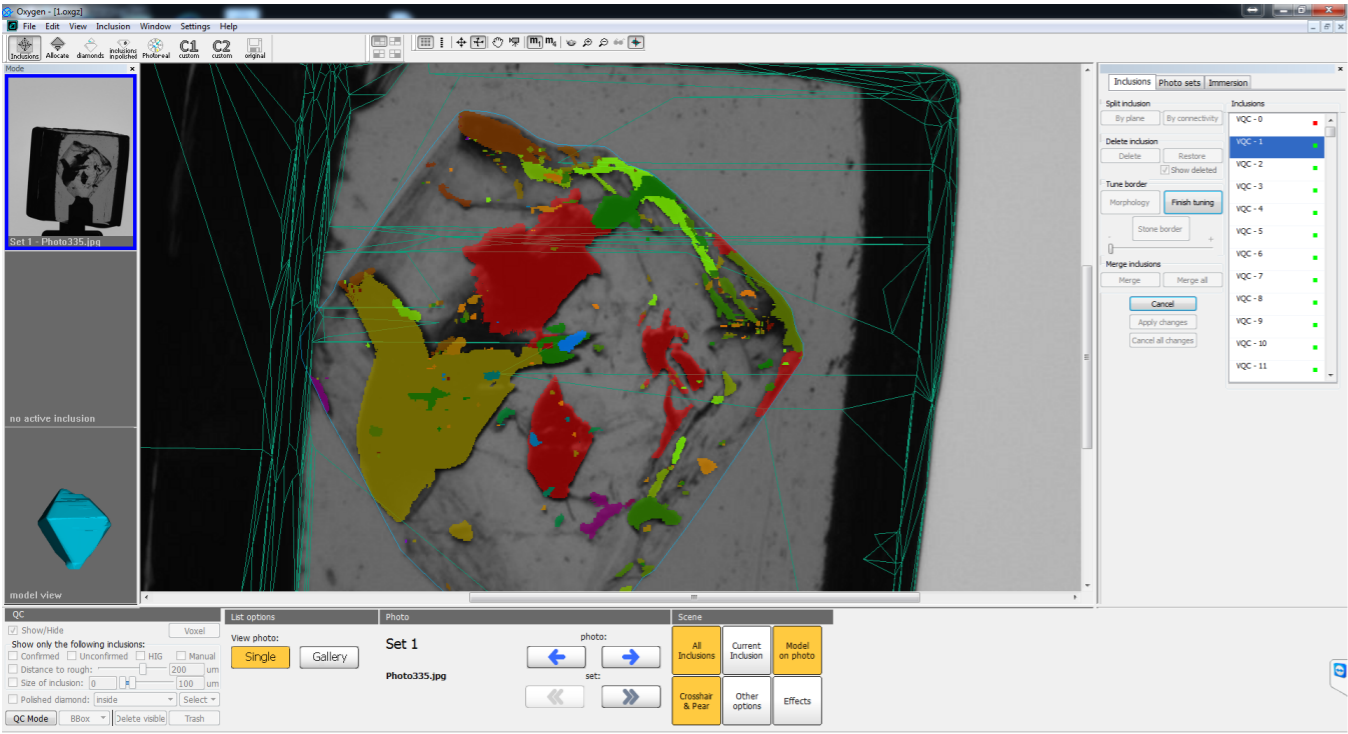 Oxygen - [1.oxgz]
File Edit View Inclusion Window Settings Help
Inclusions Allocate diamonds inclusions inpolished Photoreal C1 custom C2 custom original
m1 m
Mode
Set 1 - Photo335.jpg
no active inclusion
model view
Inclusions Photo sets Immersion
Split inclusion
By plane By connectivity
Delete inclusion
Delete Restore
Show deleted
Tune border
Morphology Finish tuning
Stone border
- +
Merge inclusions
Merge Merge all
Cancel
Apply changes
Cancel all changes
Inclusions
VQC - 0
VQC - 1
VQC - 2
VQC - 3
VQC - 4
VQC - 5
VQC - 6
VQC - 7
VQC - 8
VQC - 9
VQC - 10
VQC - 11
QC
Show/Hide Voxel
Show only the following inclusions:
Confirmed Unconfirmed HIG Manual
Distance to rough: 200 um
Size of inclusion: 0 100 um
Polished diamond: inside Select
QC Mode BBox Delete visible Trash
List options
View photo:
Single Gallery
Photo
Set 1
Photo335.jpg
photo:
set:
Scene
All Inclusions
Current Inclusion
Model on photo
Crosshair & Pear
Other options
Effects